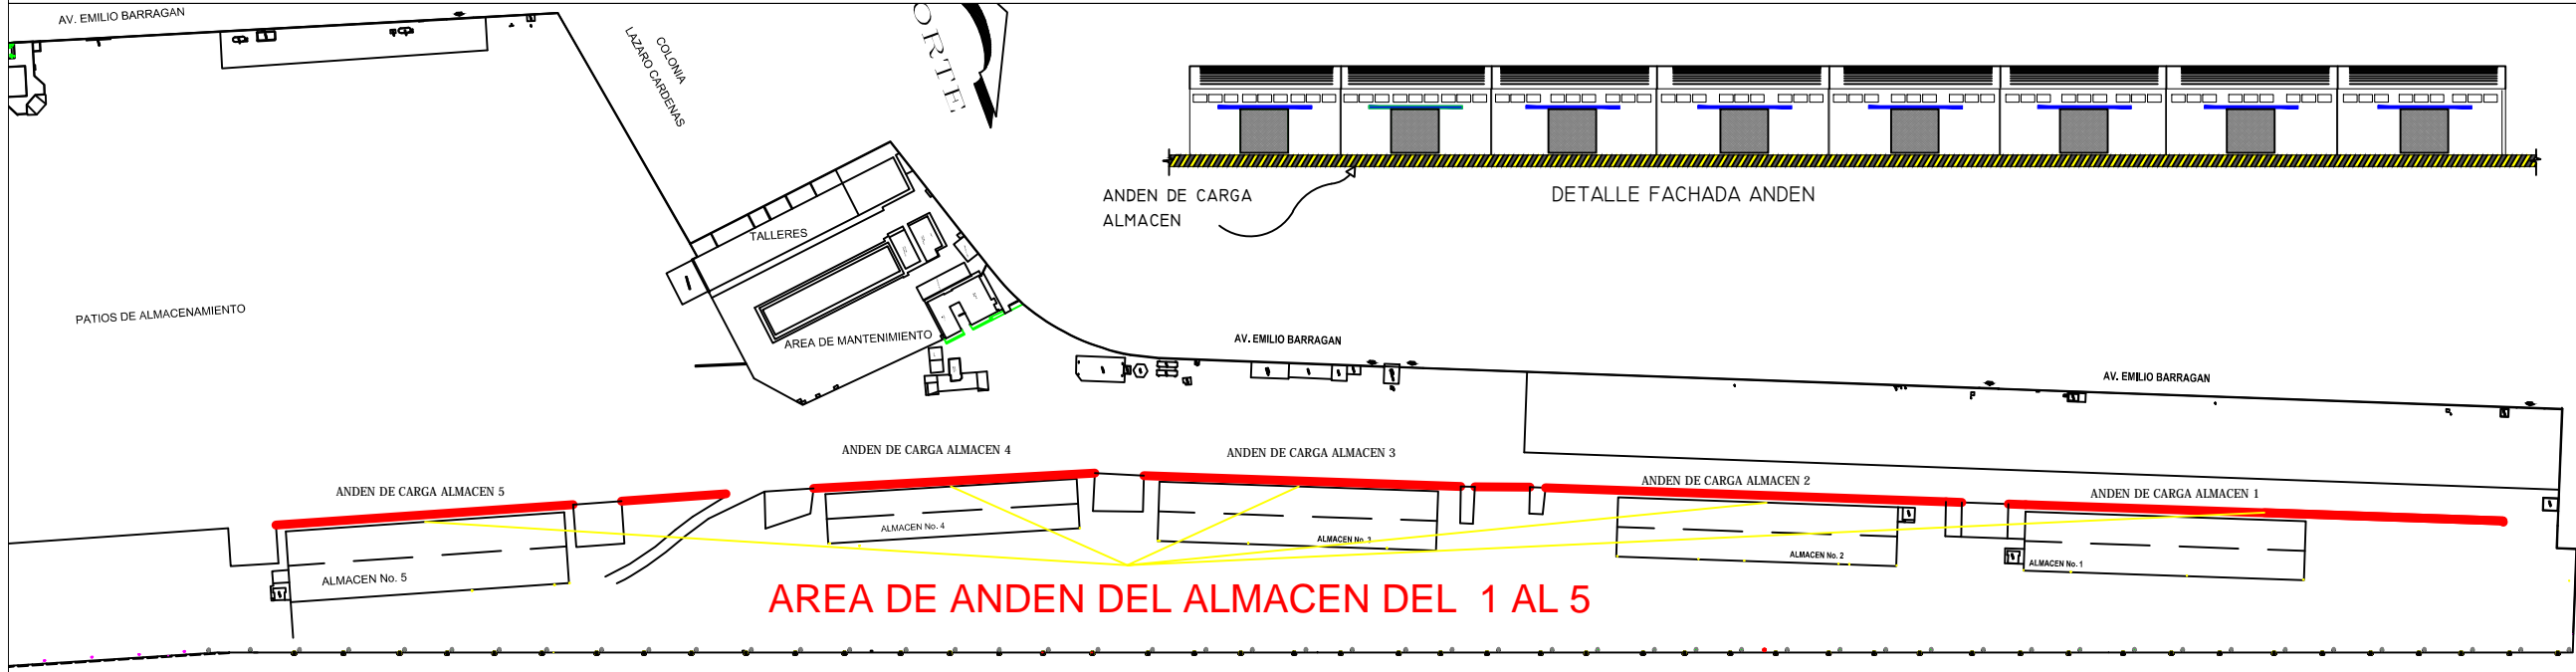 AV. EMILIO BARRAGAN
COLONIA
LAZARO CARDENAS
ORTE
ANDEN DE CARGA
ALMACEN
DETALLE FACHADA ANDEN
TALLERES
PATIOS DE ALMACENAMIENTO
AREA DE MANTENIMIENTO
AV. EMILIO BARRAGAN
AV. EMILIO BARRAGAN
ANDEN DE CARGA ALMACEN 5
ANDEN DE CARGA ALMACEN 4
ANDEN DE CARGA ALMACEN 3
ANDEN DE CARGA ALMACEN 2
ANDEN DE CARGA ALMACEN 1
ALMACEN No. 5
ALMACEN No. 4
ALMACEN No. 3
ALMACEN No. 2
ALMACEN No. 1
AREA DE ANDEN DEL ALMACEN DEL 1 AL 5